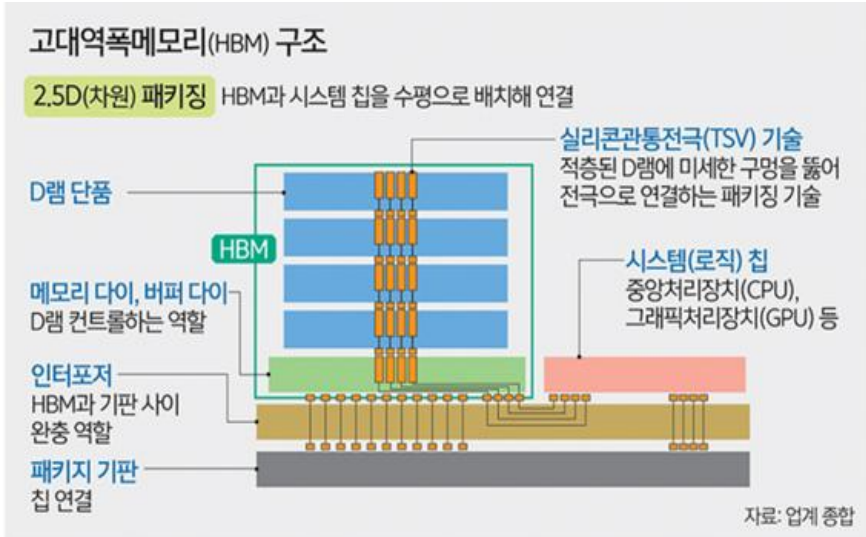 고대역폭메모리(HBM) 구조
2.5D(차원) 패키징 HBM과 시스템 칩을 수평으로 배치해 연결
실리콘관통전극(TSV) 기술
적층된 D램에 미세한 구멍을 뚫어
전극으로 연결하는 패키징 기술
D램 단품
HBM
시스템(로직) 칩
중앙처리장치(CPU),
그래픽처리장치(GPU) 등
메모리 다이, 버퍼 다이
D램 컨트롤하는 역할
인터포저
HBM과 기판 사이
완충 역할
패키지 기판
칩 연결
자료: 업계 종합